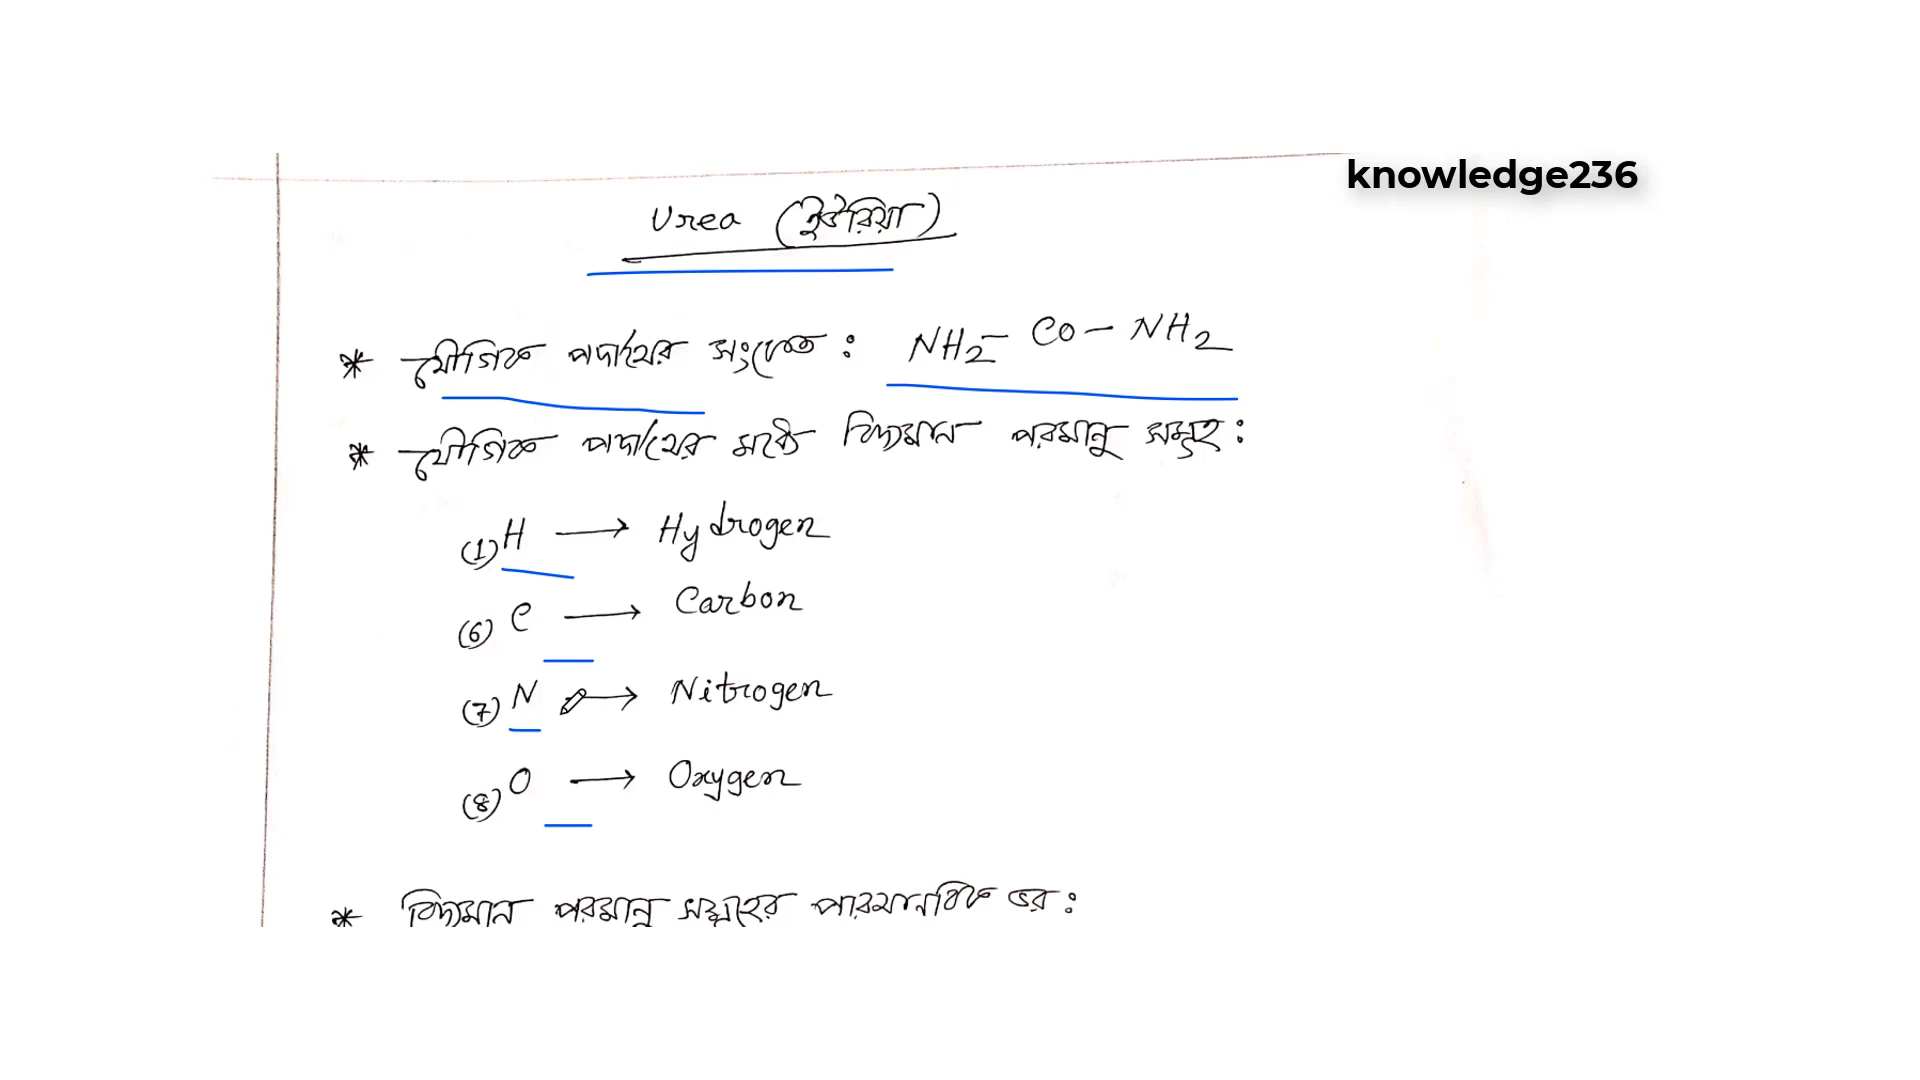 knowledge236
Urea (ইউরিয়া)
* যৌগিক পদার্থের সংকেত : NH2 - CO - NH2
* যৌগিক পদার্থের মধ্যে বিদ্যমান পরমানু সমূহ :
(1) H → Hydrogen
(6) C → Carbon
(7) N → Nitrogen
(8) O → Oxygen
* বিদ্যমান পরমানু সমূহের পারমানবিক ভর :